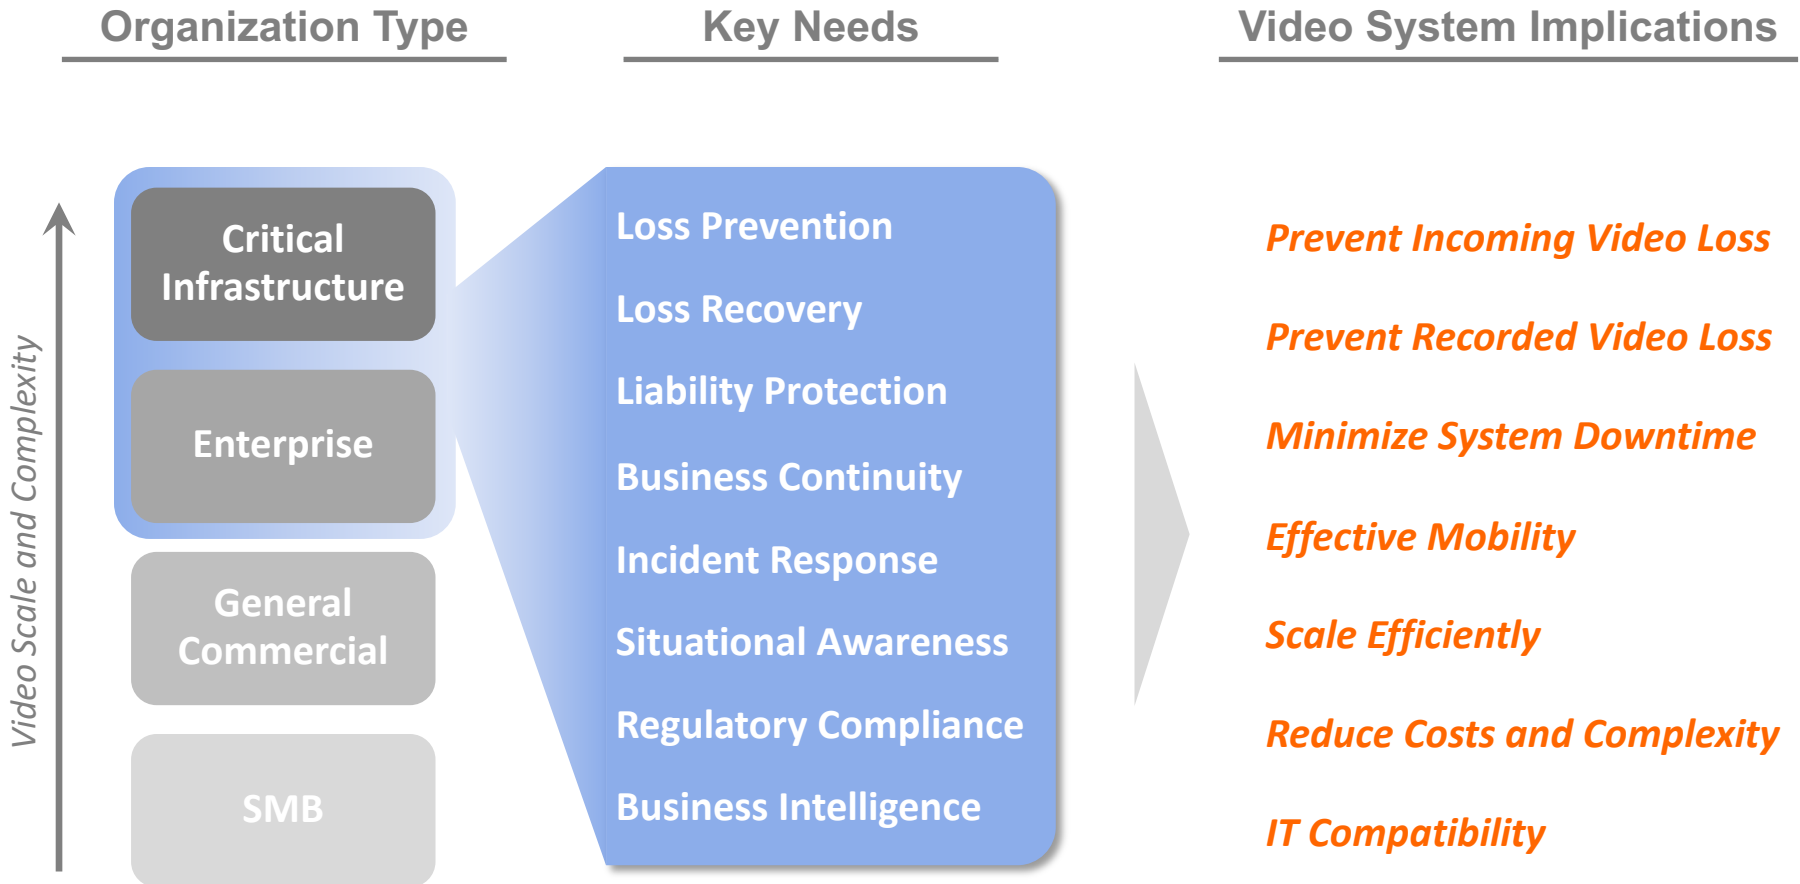 Organization Type
Key Needs
Video System Implications
Video Scale and Complexity
Critical
Infrastructure
Enterprise
General
Commercial
SMB
Loss Prevention
Loss Recovery
Liability Protection
Business Continuity
Incident Response
Situational Awareness
Regulatory Compliance
Business Intelligence
Prevent Incoming Video Loss
Prevent Recorded Video Loss
Minimize System Downtime
Effective Mobility
Scale Efficiently
Reduce Costs and Complexity
IT Compatibility